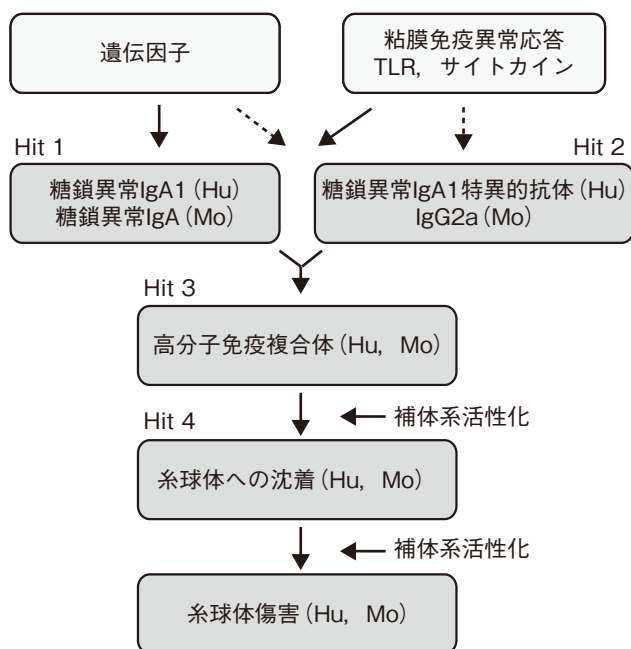 遺伝因子
粘膜免疫異常応答
TLR，サイトカイン
Hit 1
Hit 2
糖鎖異常IgA1（Hu）
糖鎖異常IgA（Mo）
糖鎖異常IgA1特異的抗体（Hu）
IgG2a（Mo）
Hit 3
高分子免疫複合体（Hu，Mo）
補体系活性化
Hit 4
糸球体への沈着（Hu，Mo）
補体系活性化
糸球体傷害（Hu，Mo）